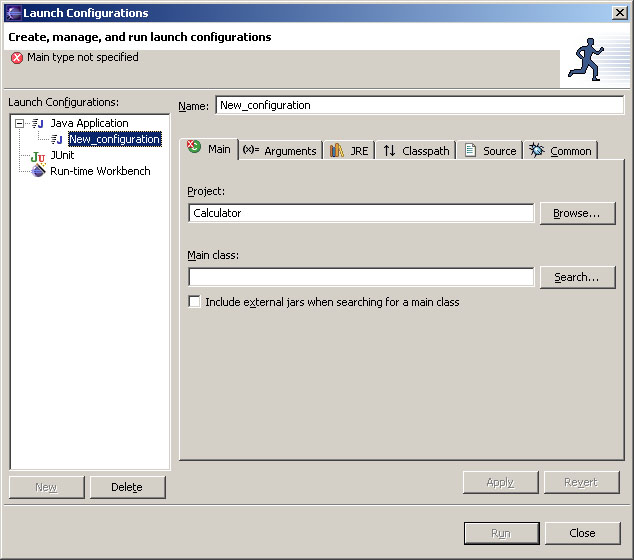 Launch Configurations
Create, manage, and run launch configurations
Main type not specified
Launch Configurations:
Java Application
New_configuration
JUnit
Run-time Workbench
New
Delete
Name: New_configuration
Main (x)= Arguments JRE Classpath Source Common
Project:
Calculator Browse...
Main class:
Search...
Include external jars when searching for a main class
Apply Revert
Run Close